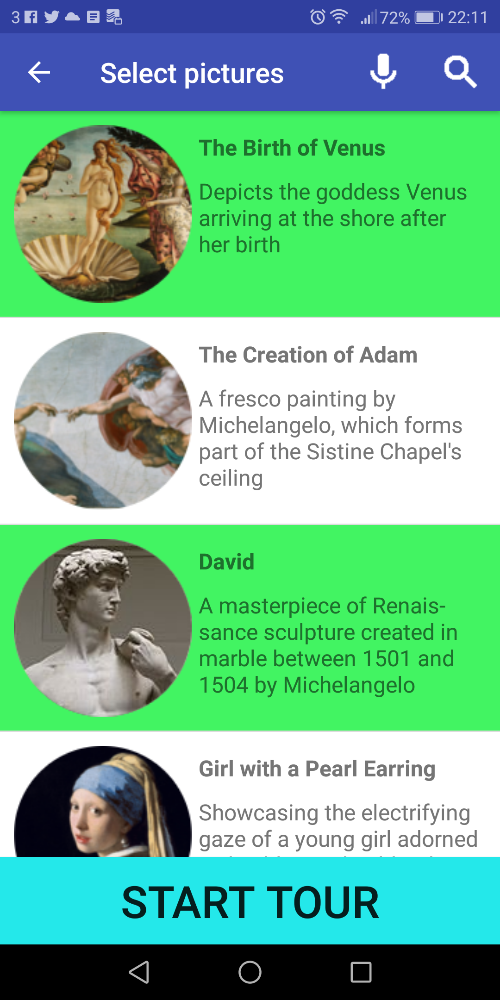 3 72% 22:11
Select pictures
The Birth of Venus
Depicts the goddess Venus
arriving at the shore after
her birth
The Creation of Adam
A fresco painting by
Michelangelo, which forms
part of the Sistine Chapel's
ceiling
David
A masterpiece of Renais-
sance sculpture created in
marble between 1501 and
1504 by Michelangelo
Girl with a Pearl Earring
Showcasing the electrifying
gaze of a young girl adorned
START TOUR